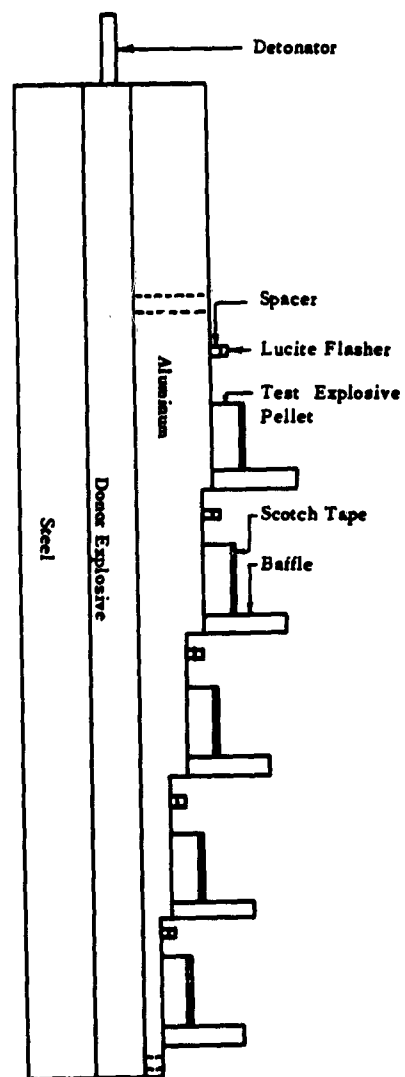 Detonator
Spacer
Lucite Flasher
Test Explosive
Pellet
Scotch Tape
Baffle
Aluminum
Donor Explosive
Steel